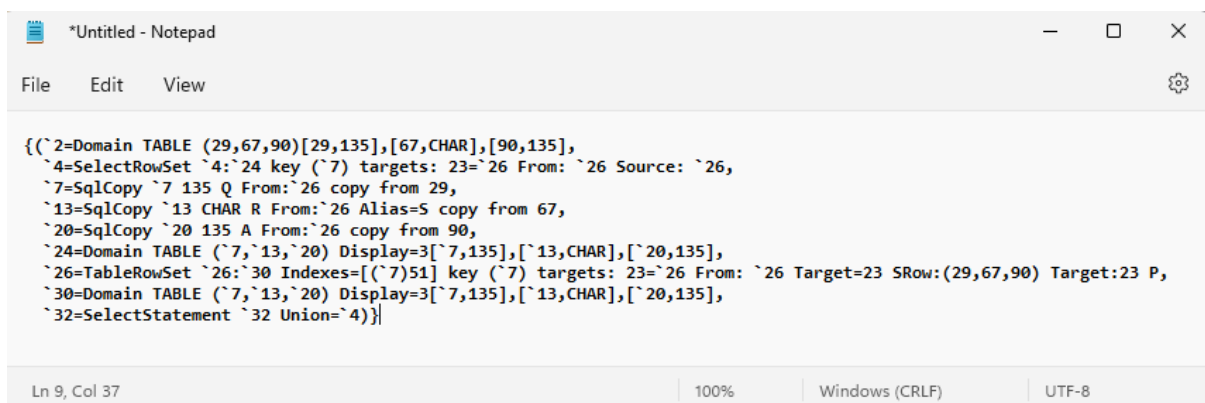 *Untitled - Notepad
File Edit View
{(`2=Domain TABLE (29,67,90)[29,135],[67,CHAR],[90,135],
`4=SelectRowSet `4:`24 key (`7) targets: 23=`26 From: `26 Source: `26,
`7=SqlCopy `7 135 Q From:`26 copy from 29,
`13=SqlCopy `13 CHAR R From:`26 Alias=S copy from 67,
`20=SqlCopy `20 135 A From:`26 copy from 90,
`24=Domain TABLE (`7,`13,`20) Display=3[`7,135],[`13,CHAR],[`20,135],
`26=TableRowSet `26:`30 Indexes=[(`7)51] key (`7) targets: 23=`26 From: `26 Target=23 SRow:(29,67,90) Target:23 P,
`30=Domain TABLE (`7,`13,`20) Display=3[`7,135],[`13,CHAR],[`20,135],
`32=SelectStatement `32 Union=`4)}
Ln 9, Col 37 100% Windows (CRLF) UTF-8